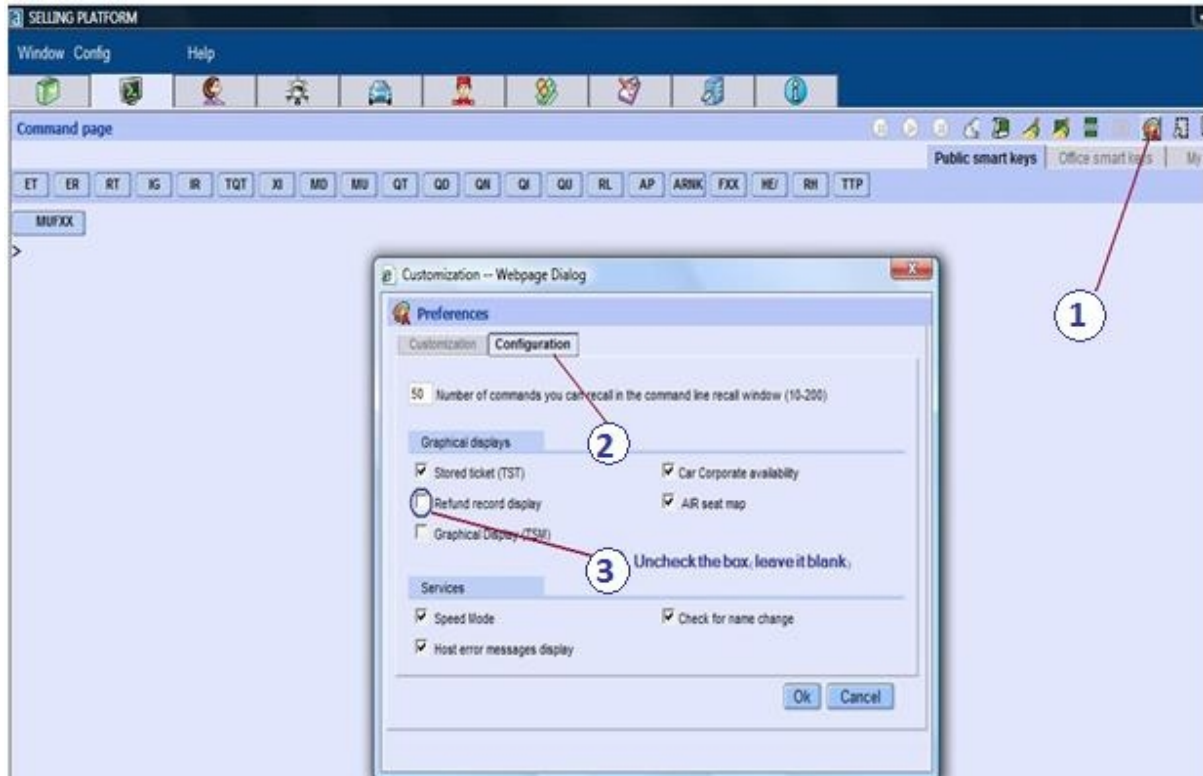 SELLING PLATFORM
Window Config Help
Command page
Public smart keys Office smart keys
ET ER RT IG IR TQT XI MD MU QT QD QN QI QU RL AP ARNK FXX HE/ RH TTP
MUFXX
>
1
Customization -- Webpage Dialog
Preferences
Customization Configuration
50 Number of commands you can recall in the command line recall window (10-200)
2
Graphical displays
Stored ticket (TST) Car Corporate availability
Refund record display AIR seat map
Graphical Display (TSM)
3 Uncheck the box, leave it blank,
Services
Speed Mode Check for name change
Host error messages display
Ok Cancel